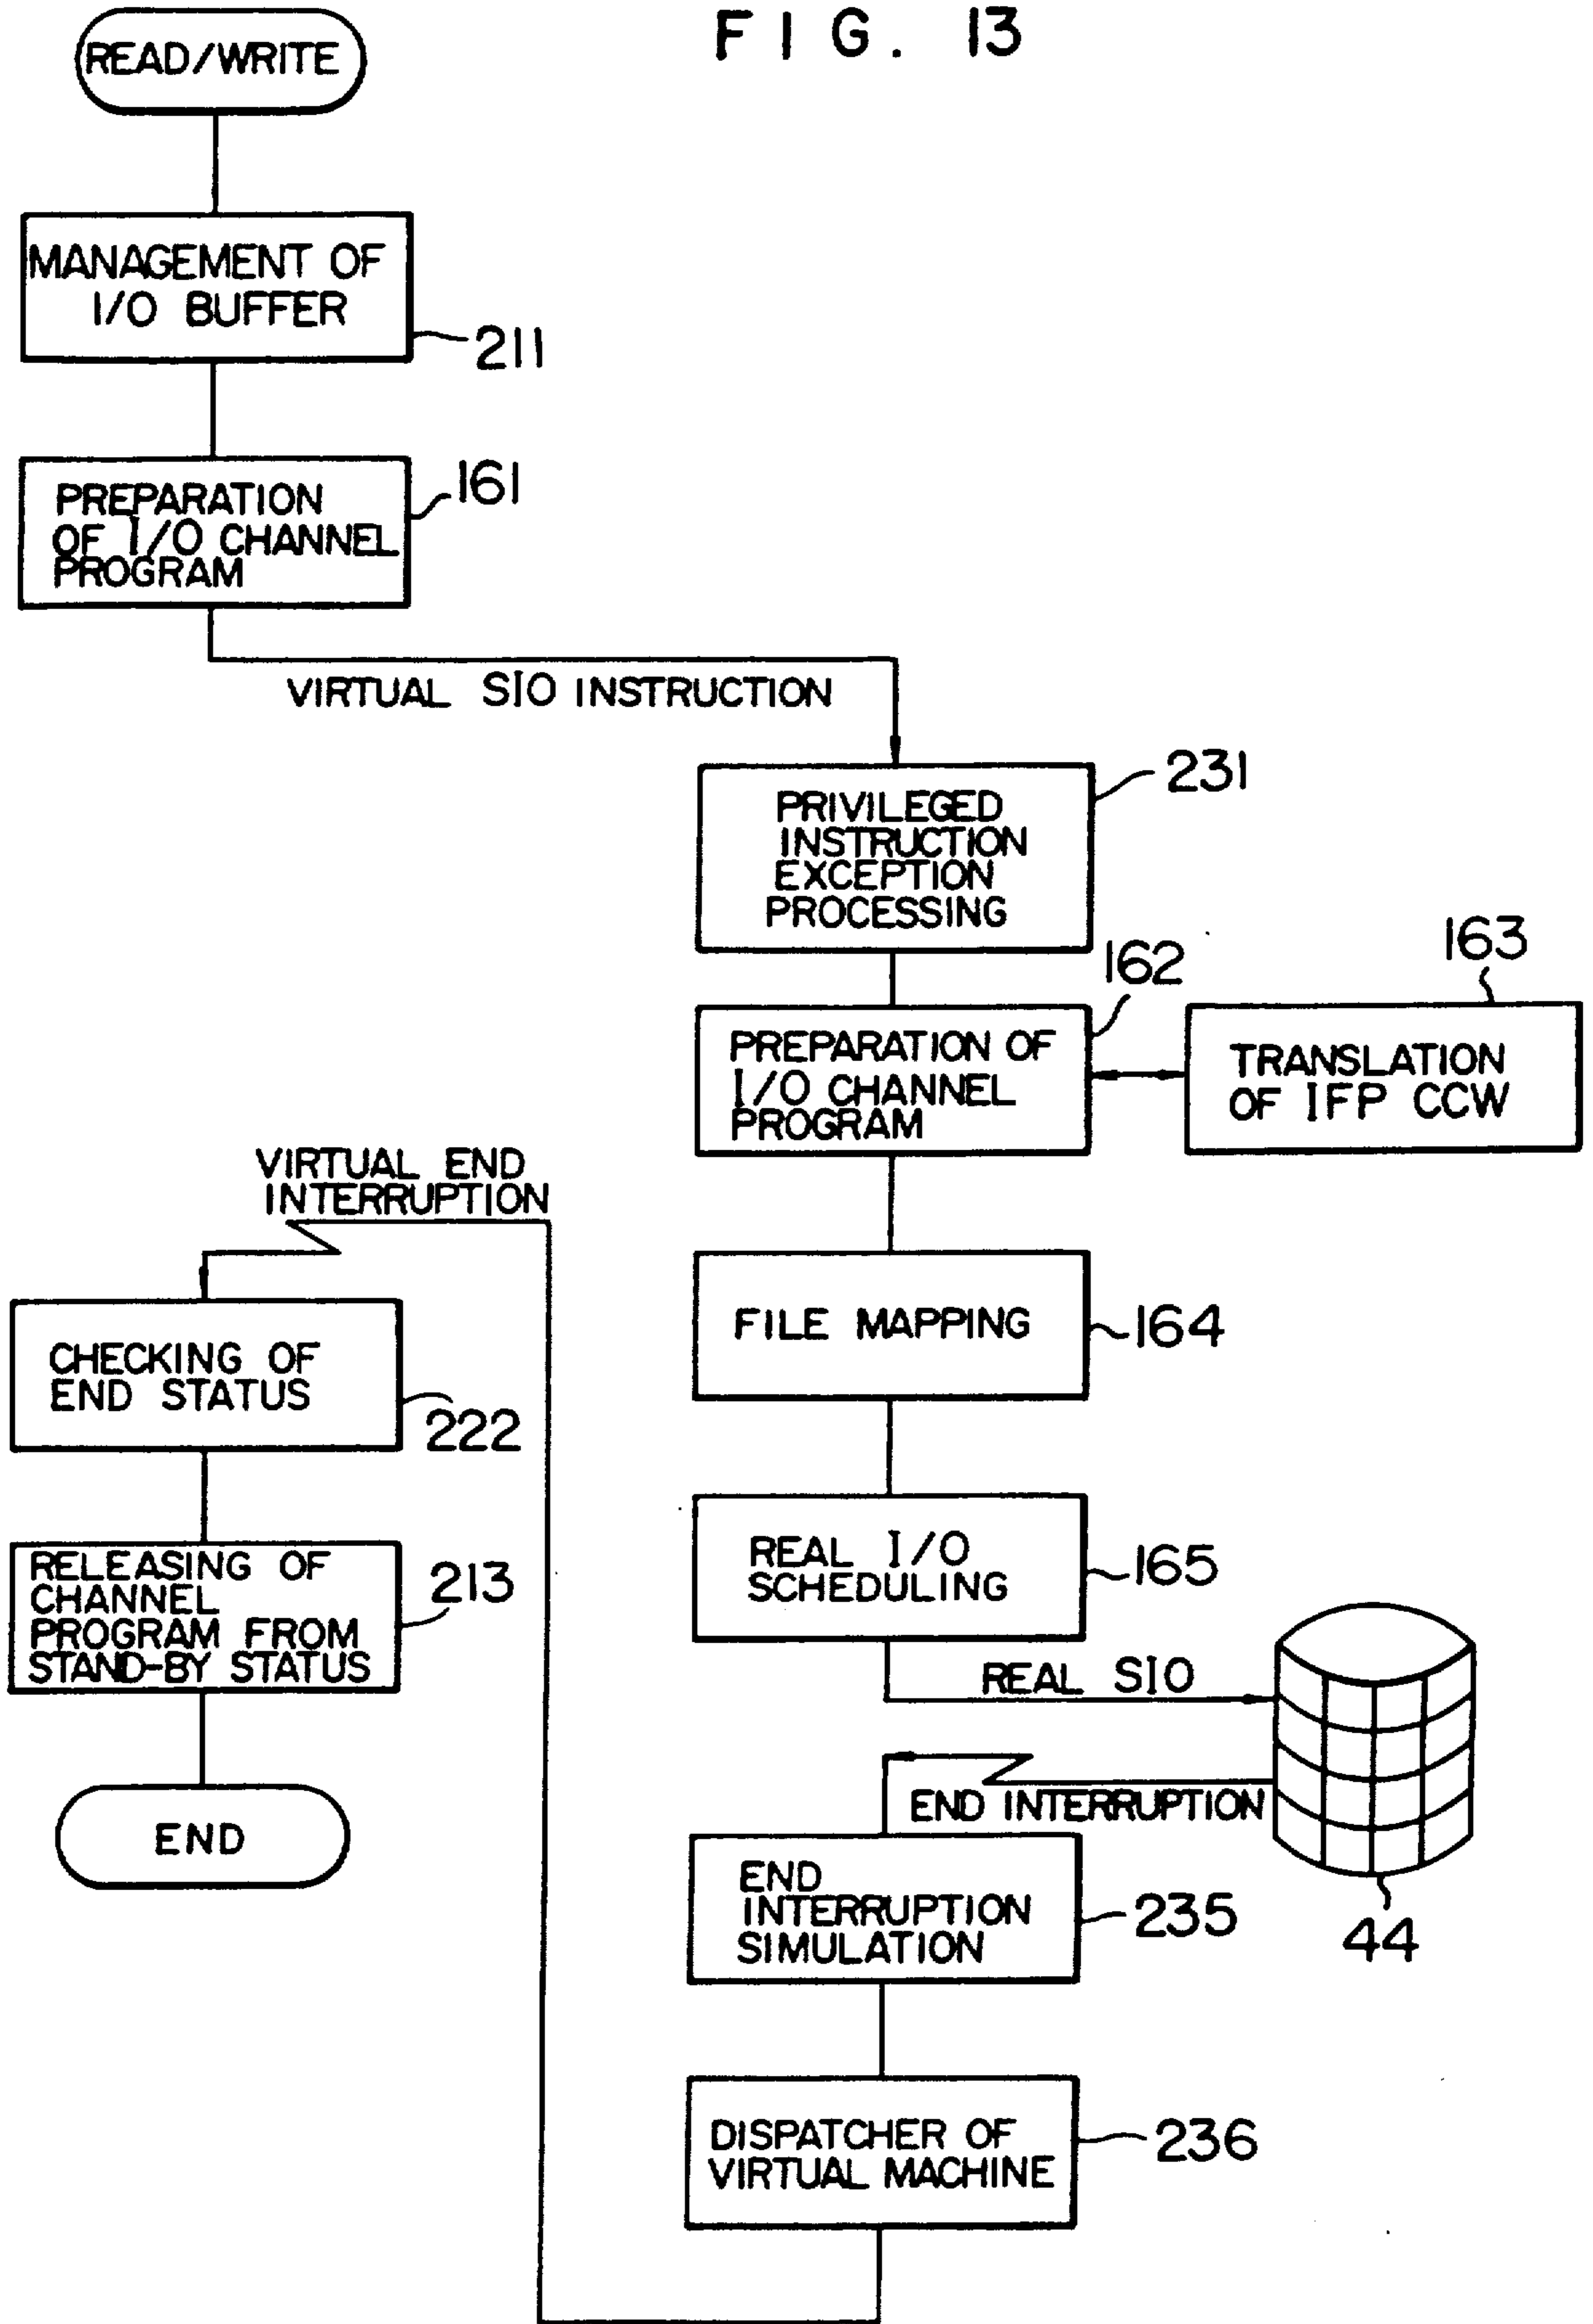 FIG. 13
READ/WRITE
MANAGEMENT OF
I/O BUFFER
211
PREPARATION
OF I/O CHANNEL
PROGRAM
161
VIRTUAL SIO INSTRUCTION
PRIVILEGED
INSTRUCTION
EXCEPTION
PROCESSING
231
PREPARATION OF
I/O CHANNEL
PROGRAM
162
TRANSLATION
OF IFP CCW
163
FILE MAPPING
164
REAL I/O
SCHEDULING
165
REAL SIO
44
END INTERRUPTION
END
INTERRUPTION
SIMULATION
235
DISPATCHER OF
VIRTUAL MACHINE
236
VIRTUAL END
INTERRUPTION
CHECKING OF
END STATUS
222
RELEASING OF
CHANNEL
PROGRAM FROM
STAND-BY STATUS
213
END